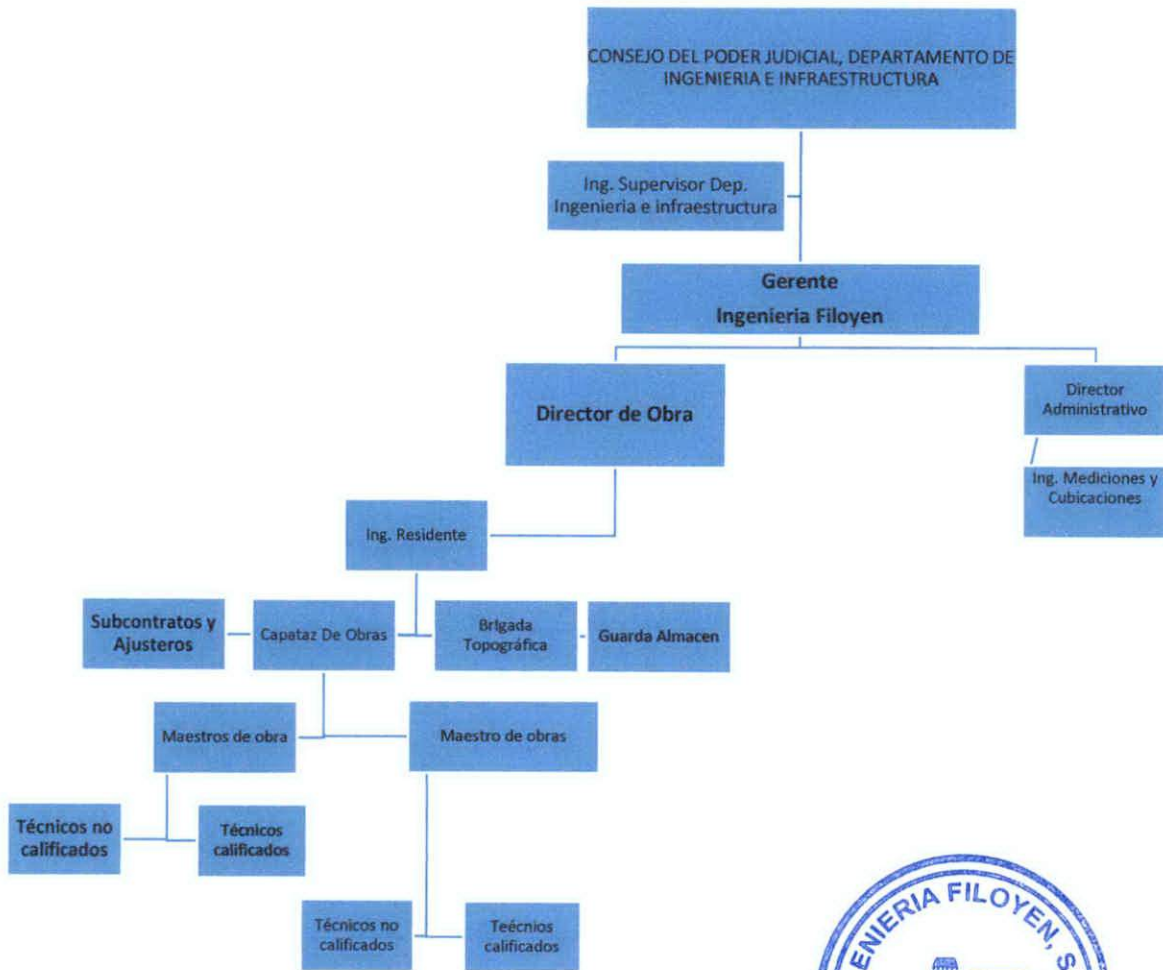 CONSEJO DEL PODER JUDICIAL, DEPARTAMENTO DE
INGENIERIA E INFRAESTRUCTURA
Ing. Supervisor Dep.
Ingenieria e infraestructura
Gerente
Ingenieria Filoyen
Director de Obra
Director
Administrativo
Ing. Mediciones y
Cubicaciones
Ing. Residente
Subcontratos y
Ajusteros
Capataz De Obras
Brigada
Topográfica
Guarda Almacen
Maestros de obra
Maestro de obras
Técnicos no
calificados
Técnicos
calificados
Técnicos no
calificados
Teécnios
calificados
ENIERIA FILOYEN, S